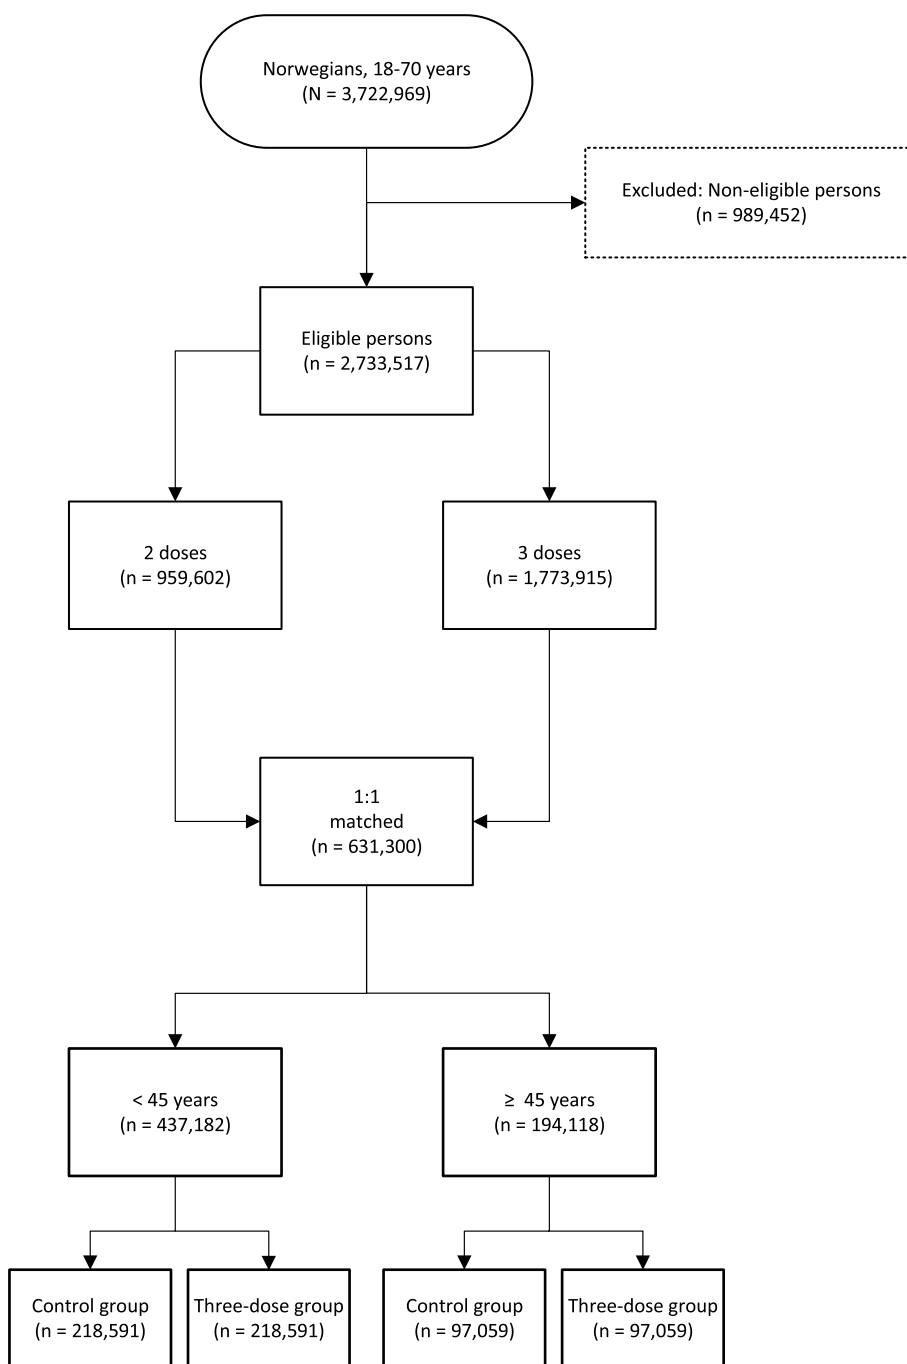 Norwegians, 18-70 years
(N = 3,722,969)
Excluded: Non-eligible persons
(n = 989,452)
Eligible persons
(n = 2,733,517)
2 doses
(n = 959,602)
3 doses
(n = 1,773,915)
1:1
matched
(n = 631,300)
< 45 years
(n = 437,182)
≥ 45 years
(n = 194,118)
Control group
(n = 218,591)
Three-dose group
(n = 218,591)
Control group
(n = 97,059)
Three-dose group
(n = 97,059)